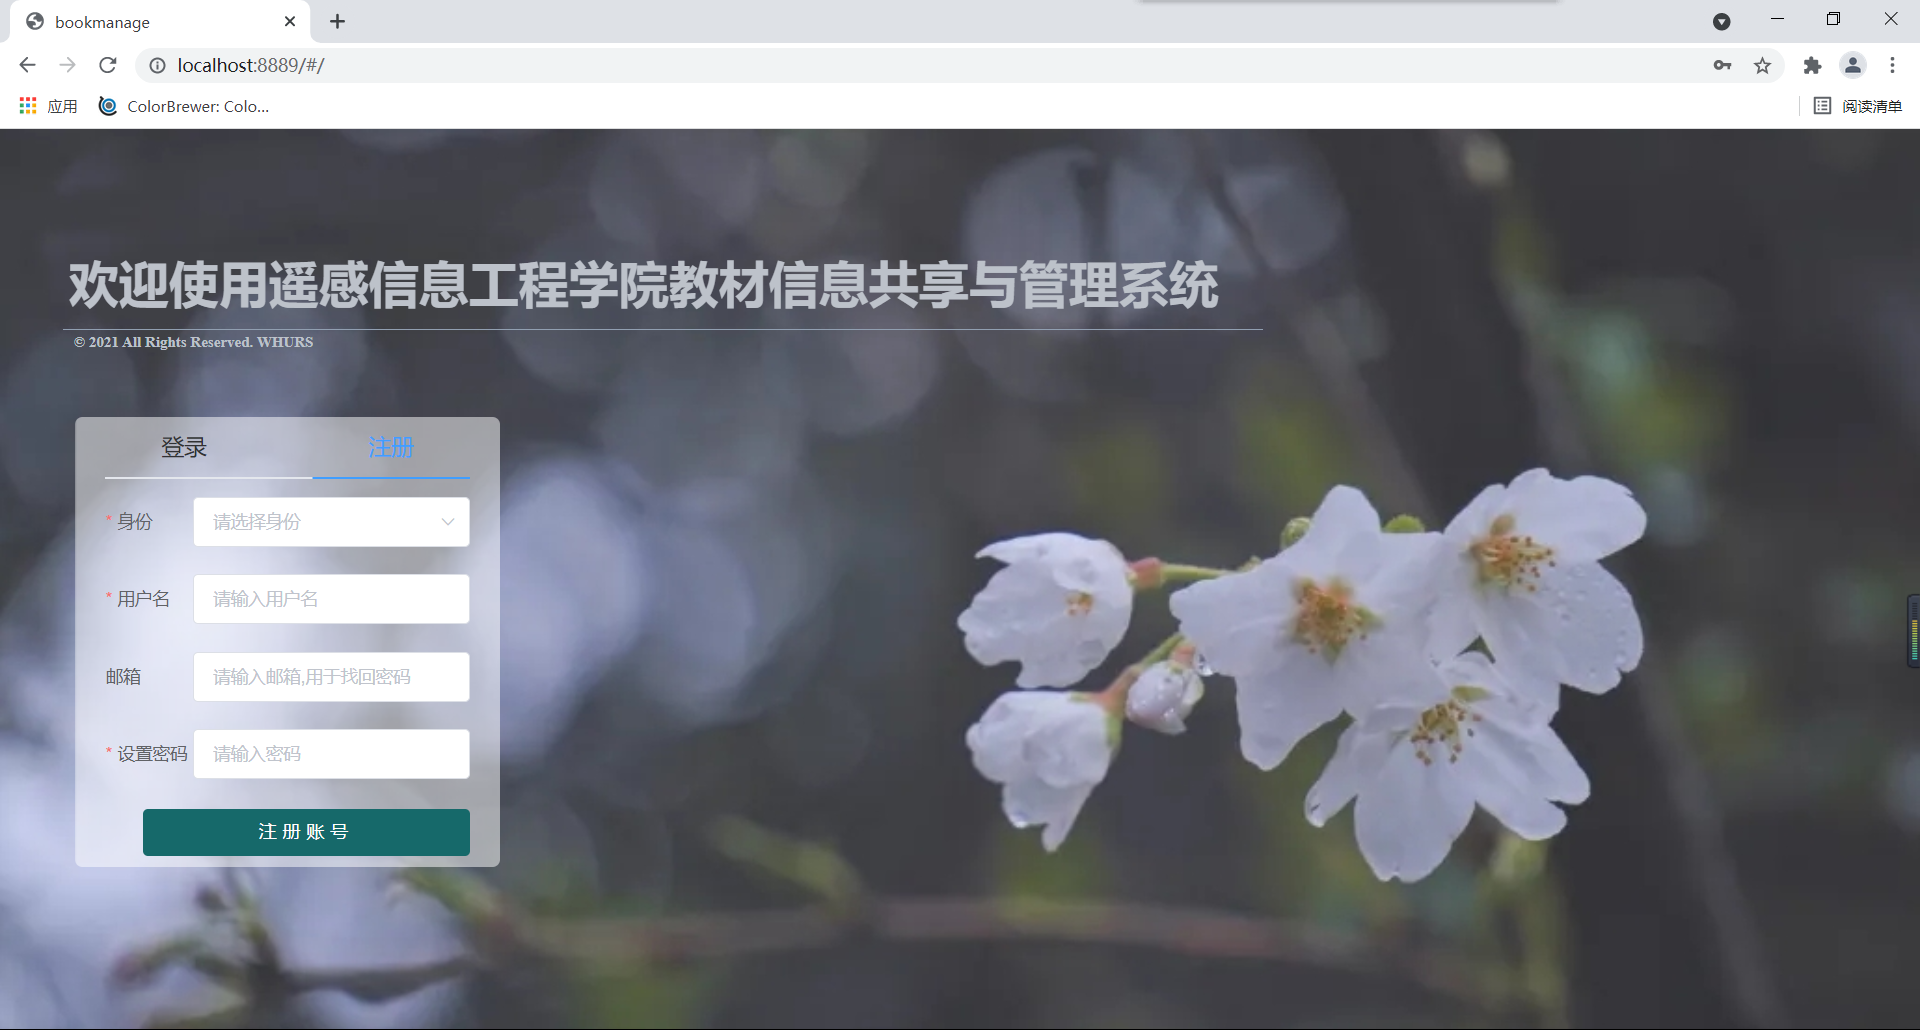 bookmanage
localhost:8889/#/
应用
ColorBrewer: Colo...
阅读清单
欢迎使用遥感信息工程学院教材信息共享与管理系统
© 2021 All Rights Reserved. WHURS
登录
注册
* 身份
请选择身份
* 用户名
请输入用户名
邮箱
请输入邮箱,用于找回密码
* 设置密码
请输入密码
注册账号